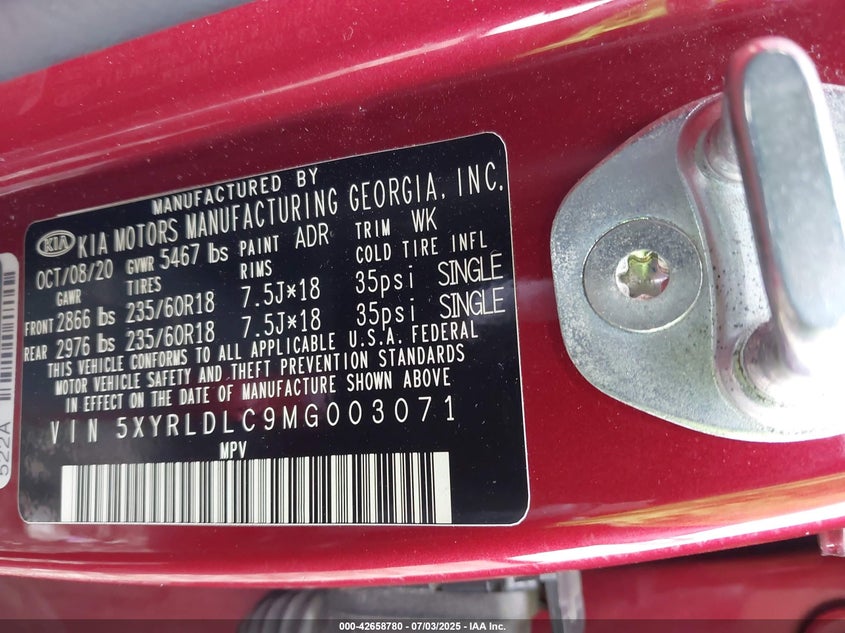 MANUFACTURED BY
KIA KIA MOTORS MANUFACTURING GEORGIA, INC.
OCT/08/20 GVWR 5467 lbs PAINT ADR TRIM WK
GAWR TIRES RIMS COLD TIRE INFL
FRONT 2866 lbs 235/60R18 7.5J×18 35psi SINGLE
REAR 2976 lbs 235/60R18 7.5J×18 35psi SINGLE
THIS VEHICLE CONFORMS TO ALL APPLICABLE U.S.A. FEDERAL
MOTOR VEHICLE SAFETY AND THEFT PREVENTION STANDARDS
IN EFFECT ON THE DATE OF MANUFACTURE SHOWN ABOVE
VIN 5XYRLDLC9MG003071
MPV
522A
000-42658780 - 07/03/2025 - IAA Inc.